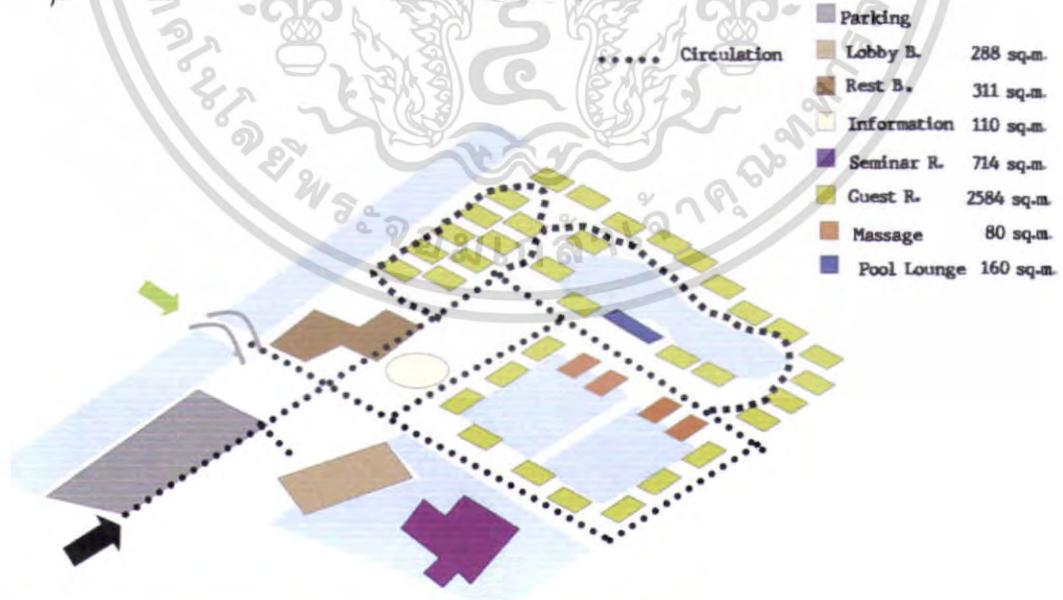 Circulation
Parking
Lobby B. 288 sq.m.
Rest B. 311 sq.m.
Information 110 sq.m.
Seminar R. 714 sq.m.
Guest R. 2584 sq.m.
Massage 80 sq.m.
Pool Lounge 160 sq.m.